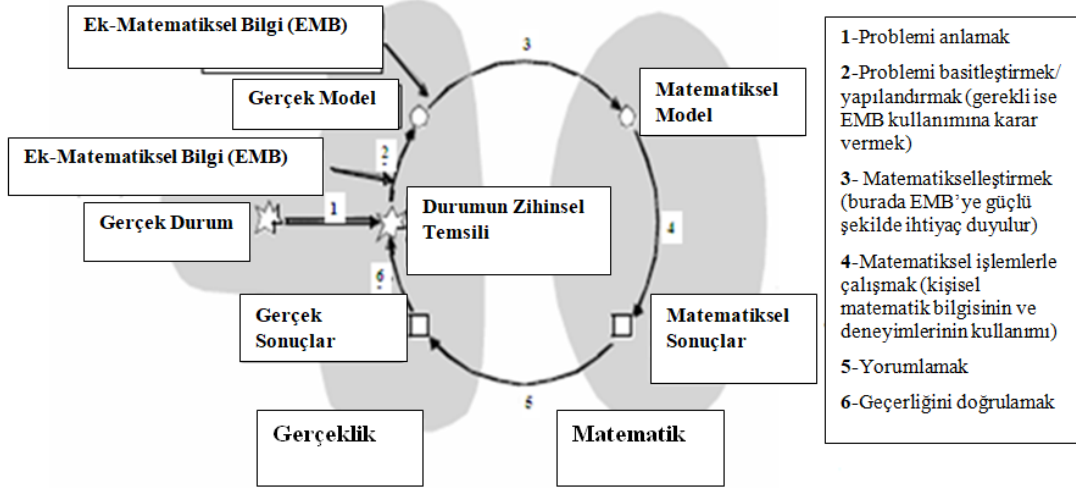 Ek-Matematiksel Bilgi (EMB)
3
Gerçek Model
Matematiksel
Model
2
Ek-Matematiksel Bilgi (EMB)
1
Gerçek Durum
Durumun Zihinsel
Temsili
4
6
Gerçek
Sonuçlar
Matematiksel
Sonuçlar
5
Gerçeklik
Matematik
1-Problemi anlamak
2-Problemi basitleştirmek/
yapılandırmak (gerekli ise
EMB kullanımına karar
vermek)
3- Matematikselleştirmek
(burada EMB'ye güçlü
şekilde ihtiyaç duyulur)
4-Matematiksel işlemlerle
çalışmak (kişisel
matematik bilgisinin ve
deneyimlerinin kullanımı)
5-Yorumlamak
6-Geçerliğini doğrulamak